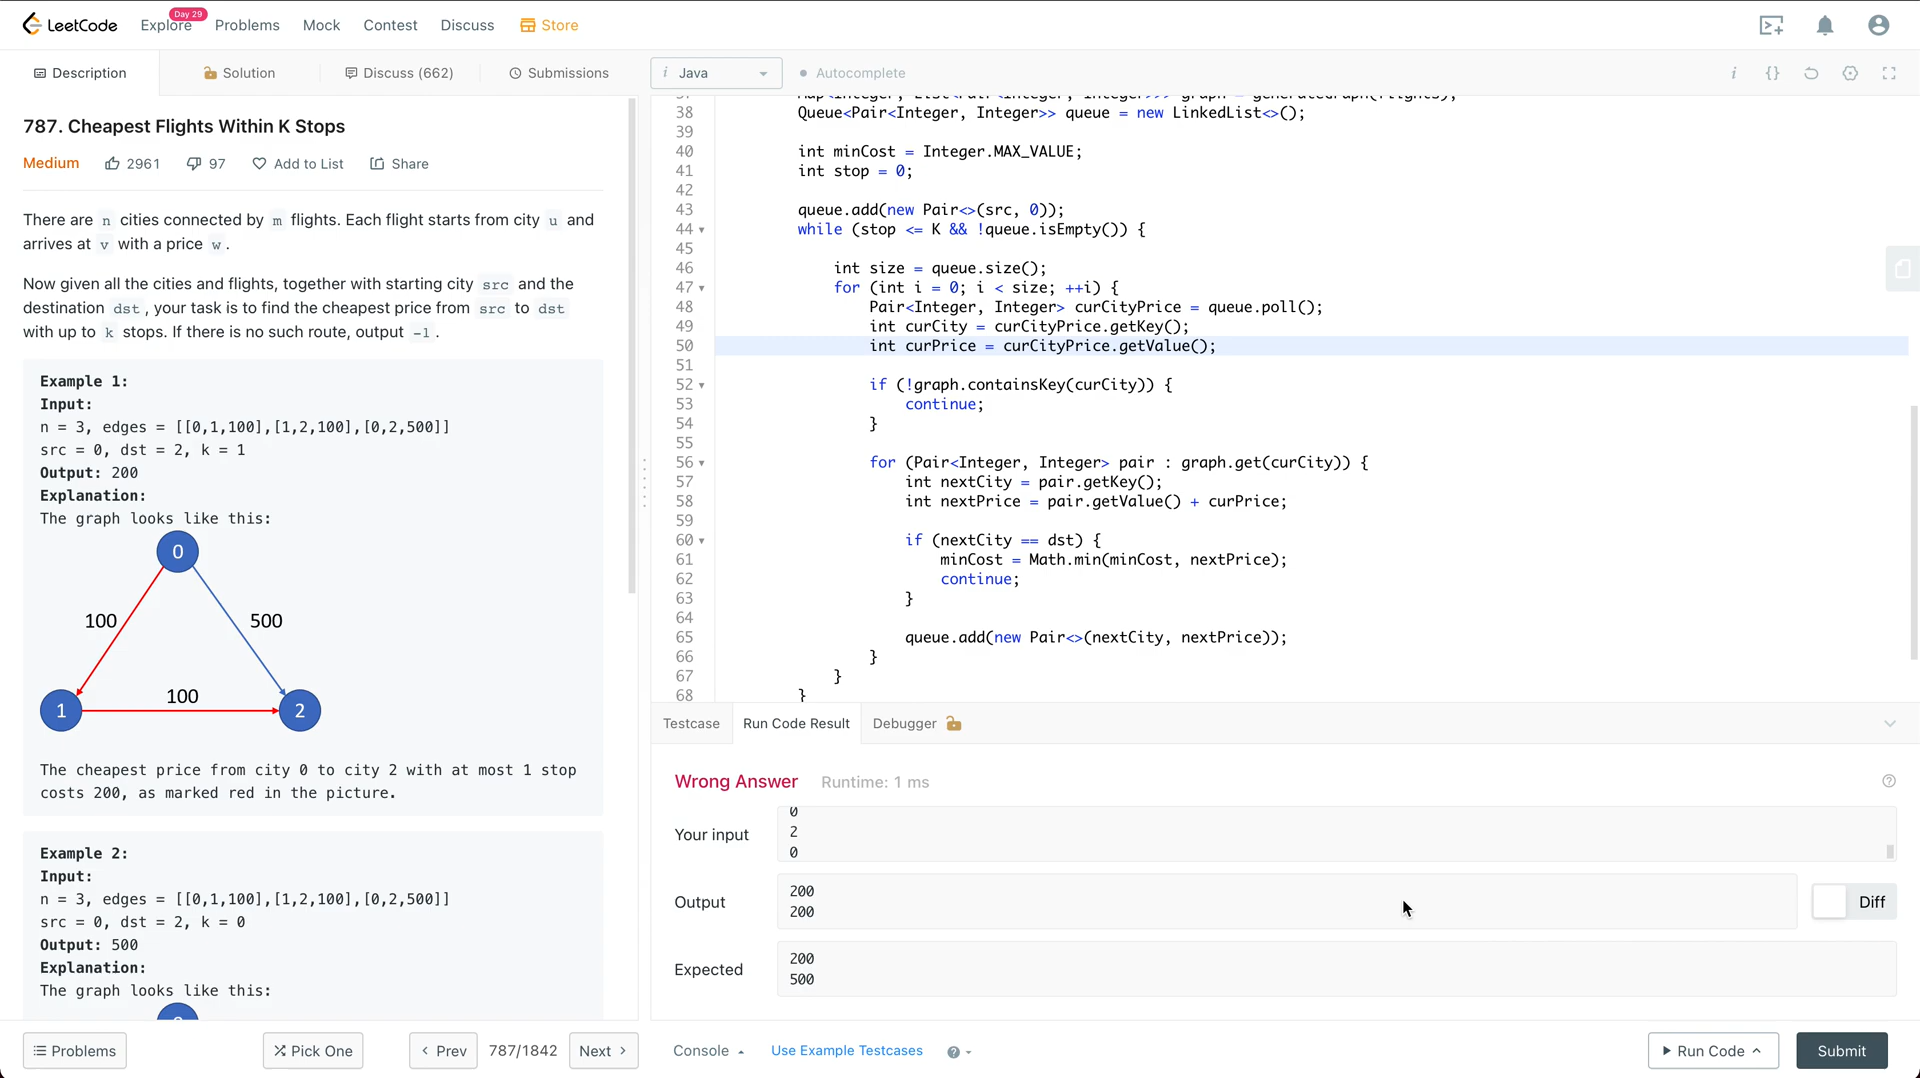 LeetCode
Explore
Day 29
Problems
Mock
Contest
Discuss
Store
Description
Solution
Discuss (662)
Submissions
i Java
Autocomplete
787. Cheapest Flights Within K Stops
Medium
2961
97
Add to List
Share
There are n cities connected by m flights. Each flight starts from city u and
arrives at v with a price w .
Now given all the cities and flights, together with starting city src and the
destination dst , your task is to find the cheapest price from src to dst
with up to k stops. If there is no such route, output -1 .
Example 1:
Input:
n = 3, edges = [[0,1,100],[1,2,100],[0,2,500]]
src = 0, dst = 2, k = 1
Output: 200
Explanation:
The graph looks like this:
0
100
500
100
1
2
The cheapest price from city 0 to city 2 with at most 1 stop
costs 200, as marked red in the picture.
Example 2:
Input:
n = 3, edges = [[0,1,100],[1,2,100],[0,2,500]]
src = 0, dst = 2, k = 0
Output: 500
Explanation:
The graph looks like this:
38 Queue<Pair<Integer, Integer>> queue = new LinkedList<>();
39
40 int minCost = Integer.MAX_VALUE;
41 int stop = 0;
42
43 queue.add(new Pair<>(src, 0));
44 while (stop <= K && !queue.isEmpty()) {
45
46 int size = queue.size();
47 for (int i = 0; i < size; ++i) {
48 Pair<Integer, Integer> curCityPrice = queue.poll();
49 int curCity = curCityPrice.getKey();
50 int curPrice = curCityPrice.getValue();
51
52 if (!graph.containsKey(curCity)) {
53 continue;
54 }
55
56 for (Pair<Integer, Integer> pair : graph.get(curCity)) {
57 int nextCity = pair.getKey();
58 int nextPrice = pair.getValue() + curPrice;
59
60 if (nextCity == dst) {
61 minCost = Math.min(minCost, nextPrice);
62 continue;
63 }
64
65 queue.add(new Pair<>(nextCity, nextPrice));
66 }
67 }
68 }
Testcase
Run Code Result
Debugger
Wrong Answer
Runtime: 1 ms
Your input
0
2
0
Output
200
200
Diff
Expected
200
500
Problems
Pick One
Prev
787/1842
Next
Console
Use Example Testcases
Run Code
Submit